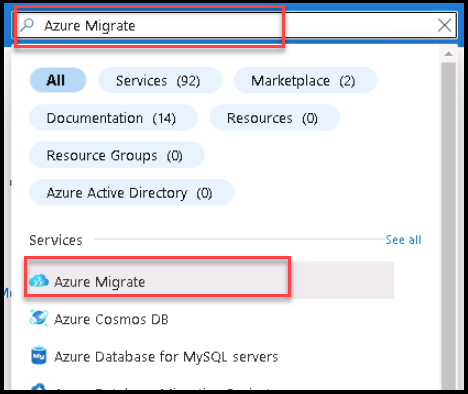 Azure Migrate
All Services (92) Marketplace (2)
Documentation (14) Resources (0)
Resource Groups (0)
Azure Active Directory (0)
Services See all
Azure Migrate
Azure Cosmos DB
Azure Database for MySQL servers